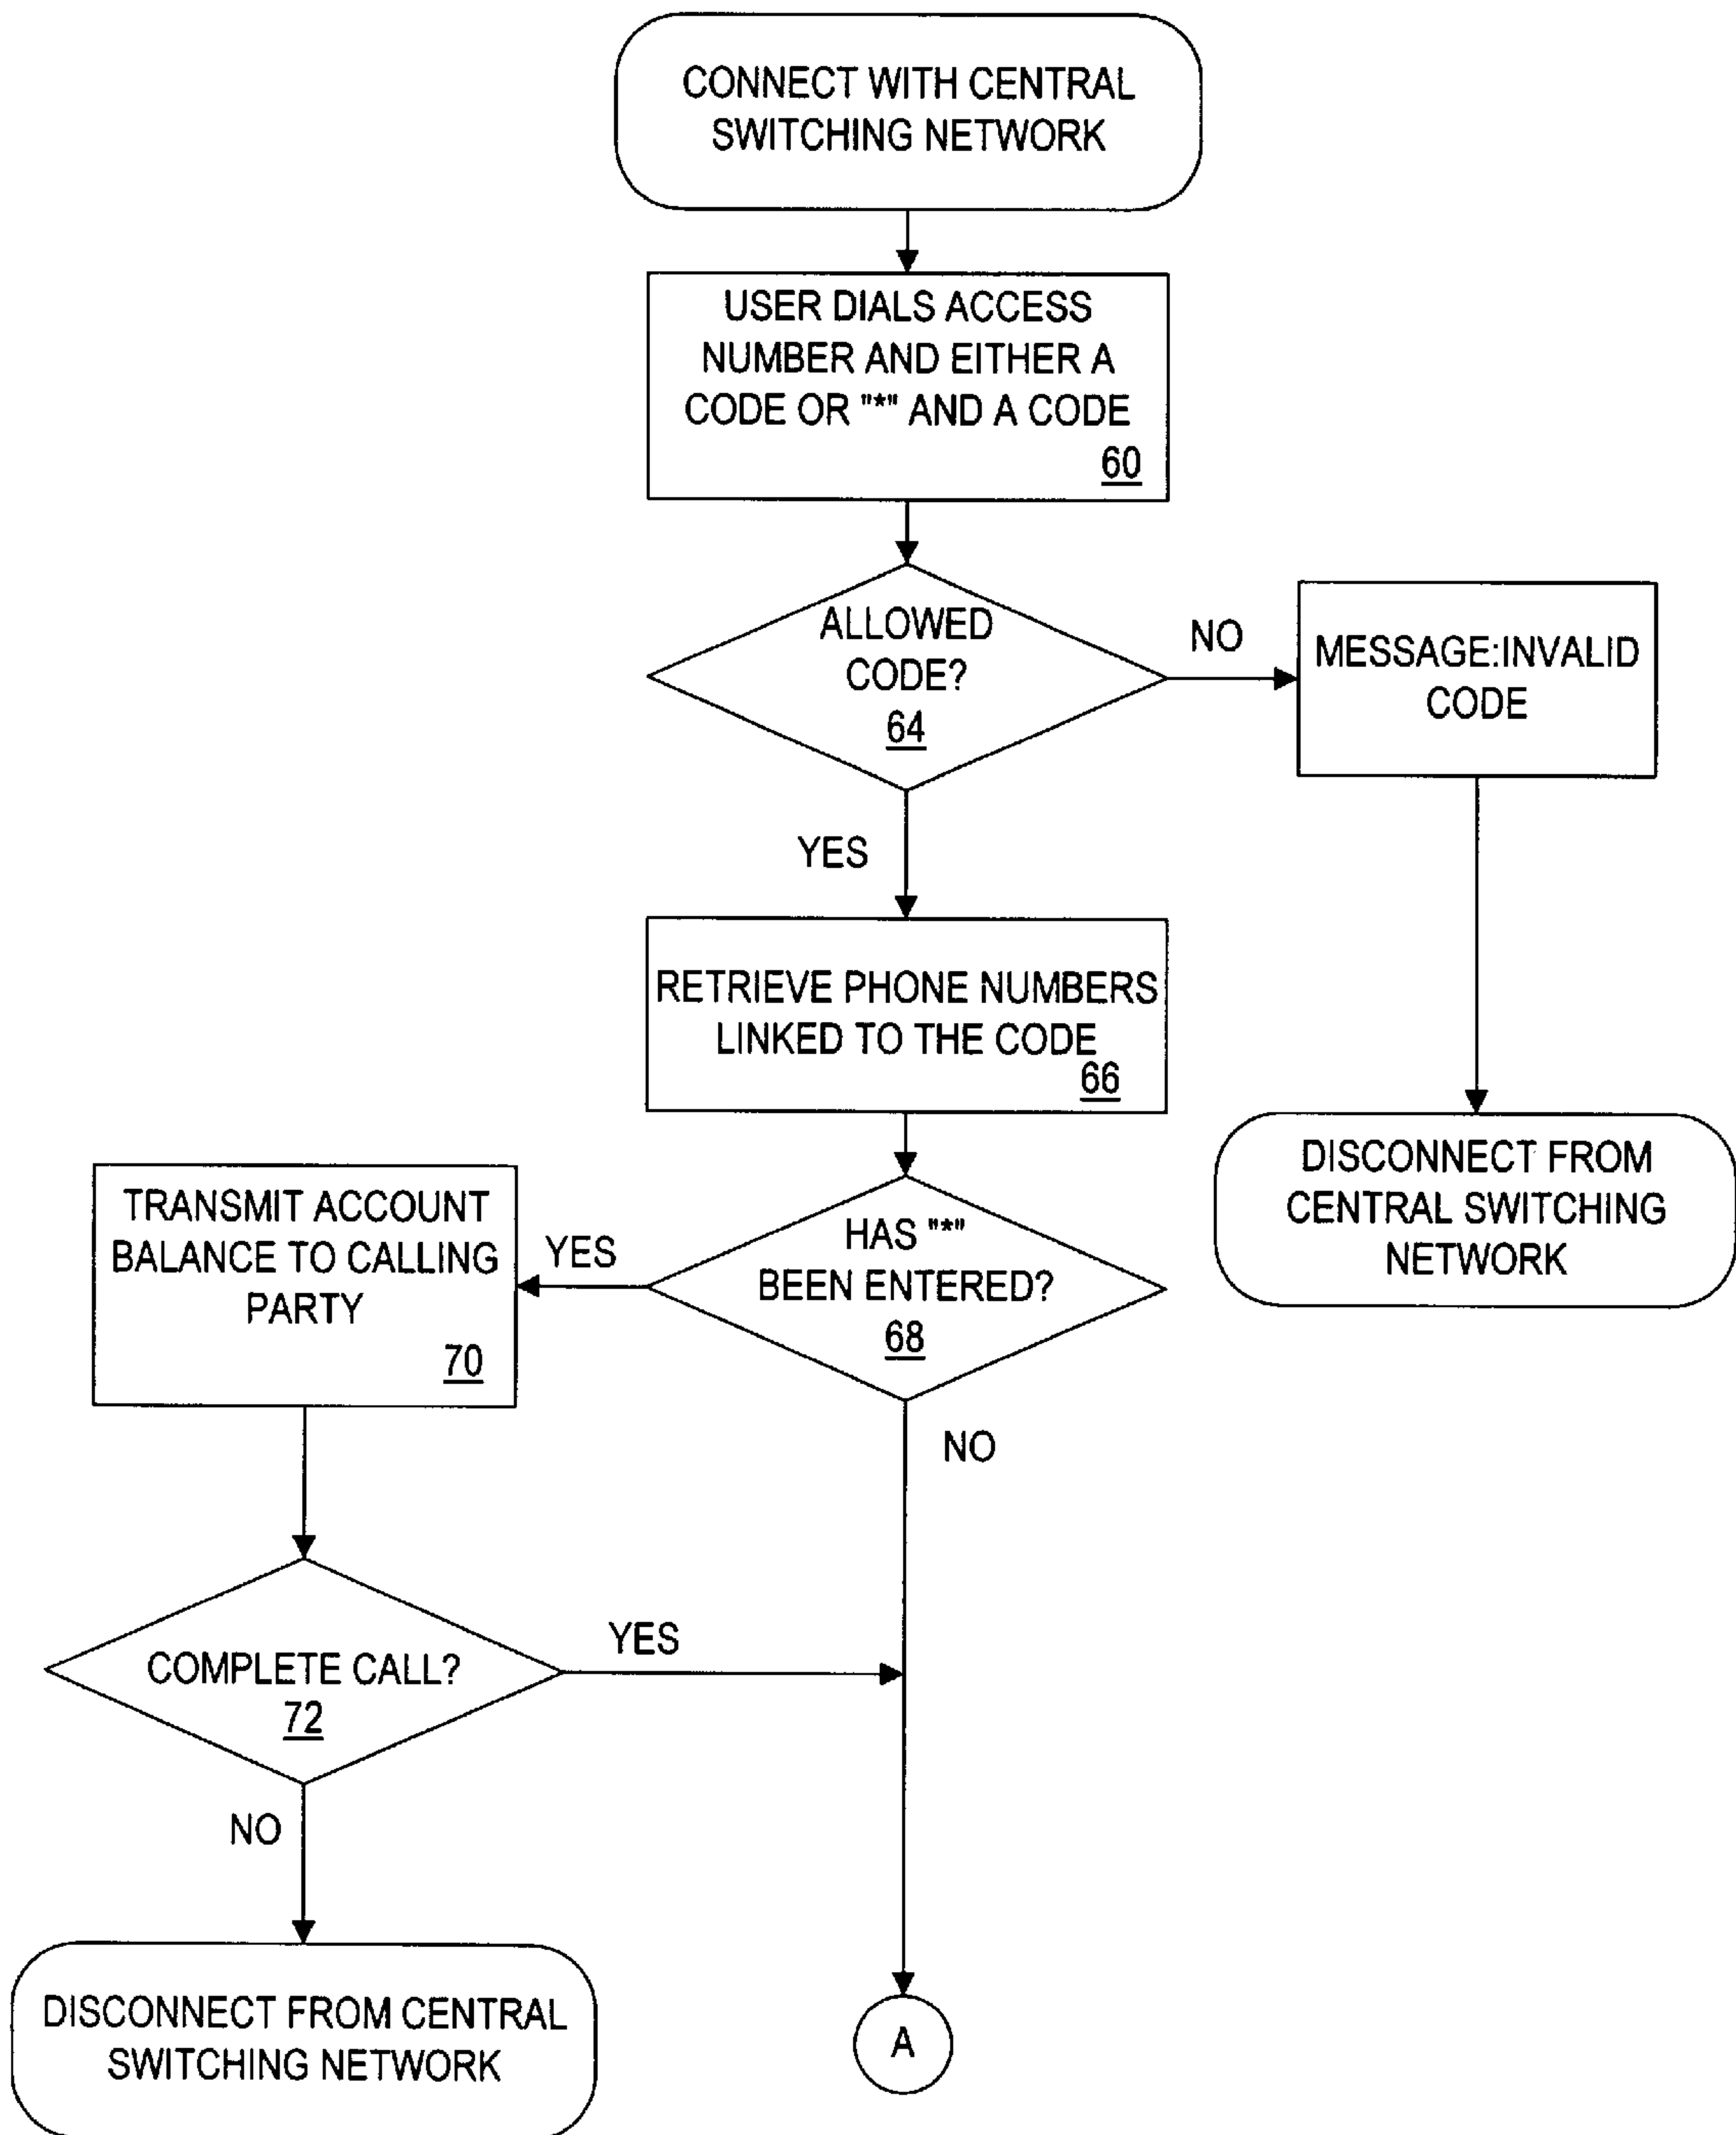 CONNECT WITH CENTRAL
SWITCHING NETWORK
USER DIALS ACCESS
NUMBER AND EITHER A
CODE OR "*" AND A CODE
60
ALLOWED
CODE?
64
NO
MESSAGE:INVALID
CODE
YES
RETRIEVE PHONE NUMBERS
LINKED TO THE CODE
66
DISCONNECT FROM
CENTRAL SWITCHING
NETWORK
HAS "*"
BEEN ENTERED?
68
YES
TRANSMIT ACCOUNT
BALANCE TO CALLING
PARTY
70
NO
COMPLETE CALL?
72
YES
NO
DISCONNECT FROM CENTRAL
SWITCHING NETWORK
A